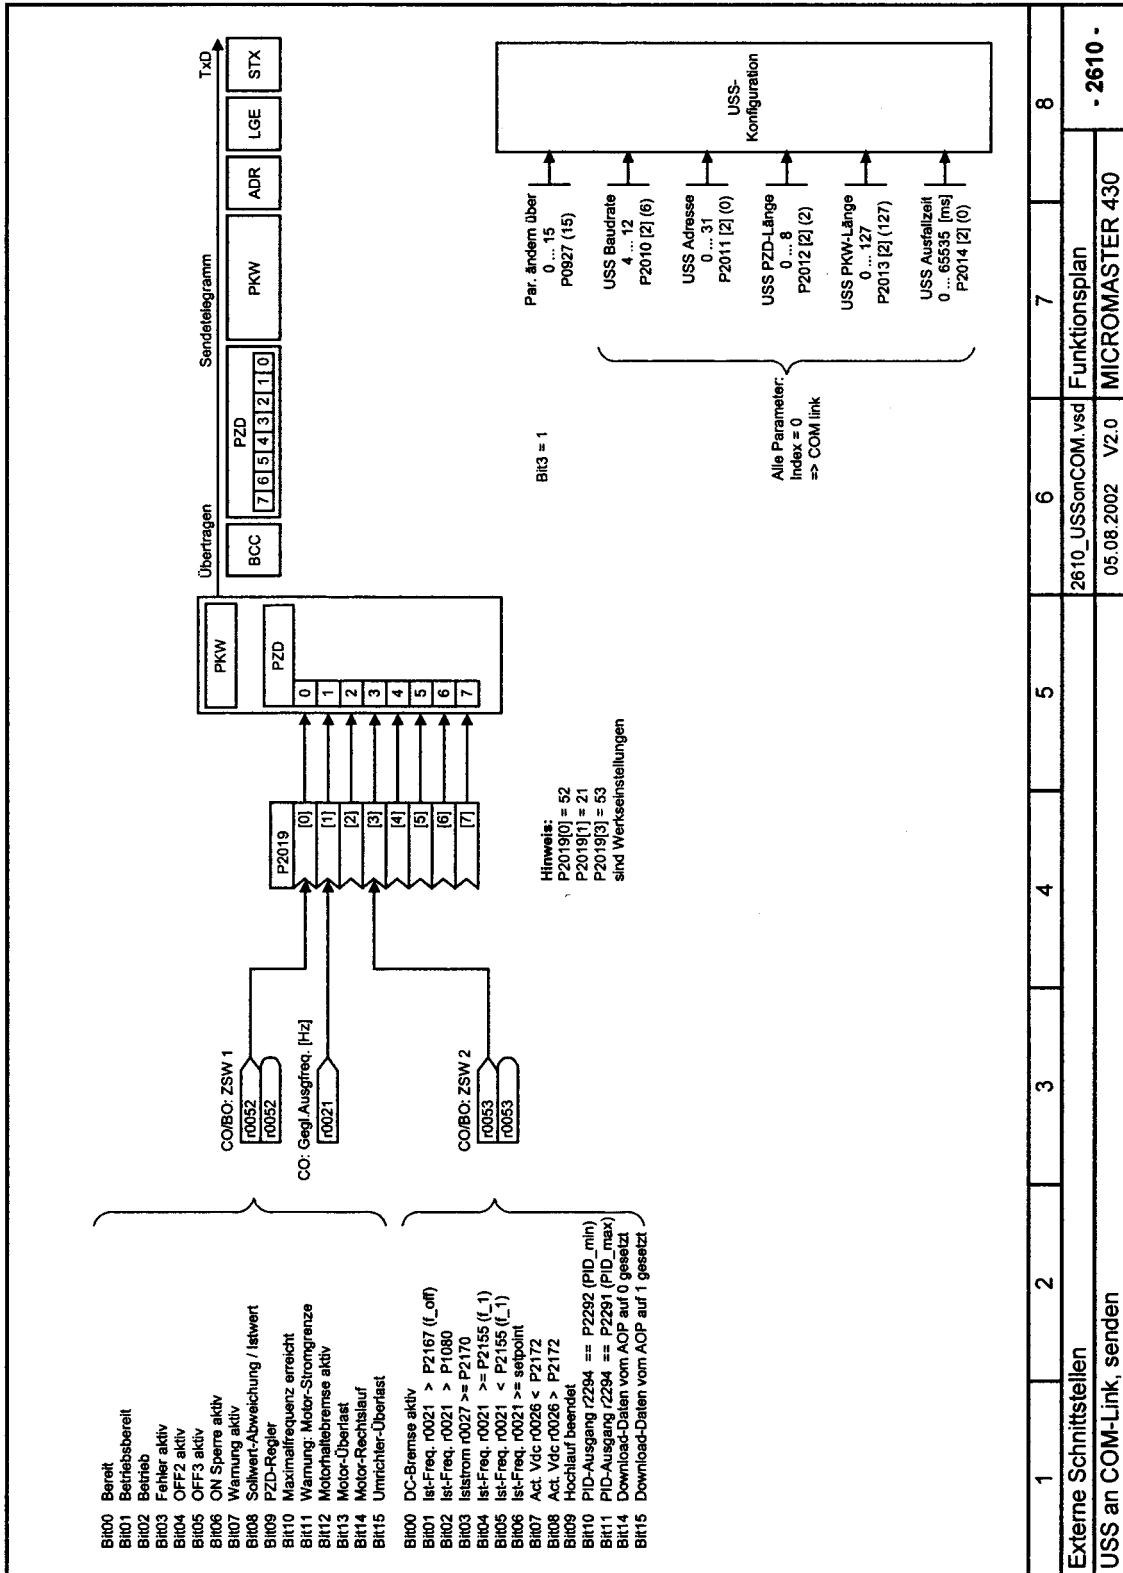 Bit00 Bereit
Bit01 Betriebsbereit
Bit02 Betrieb
Bit03 Fehler aktiv
Bit04 OFF2 aktiv
Bit05 OFF3 aktiv
Bit06 ON Sperre aktiv
Bit07 Warnung aktiv
Bit08 Sollwert-Abweichung / Istwert
Bit09 PZD-Regler
Bit10 Maximalfrequenz erreicht
Bit11 Warnung: Motor-Stromgrenze
Bit12 Motorhaltebremse aktiv
Bit13 Motor-Überlast
Bit14 Motor-Rechtslauf
Bit15 Umrichter-Überlast
Bit00 DC-Bremse aktiv
Bit01 Ist-Freq. r0021 > P2167 (f_off)
Bit02 Ist-Freq. r0021 > P1080
Bit03 Iststrom r0027 >= P2170
Bit04 Ist-Freq. r0021 >= P2155 (f_1)
Bit05 Ist-Freq. r0021 < P2155 (f_1)
Bit06 Ist-Freq. r0021 >= setpoint
Bit07 Act. Vdc r0026 < P2172
Bit08 Act. Vdc r0026 > P2172
Bit09 Hochlauf beendet
Bit10 PID-Ausgang r2294 == P2292 (PID_min)
Bit11 PID-Ausgang r2294 == P2291 (PID_max)
Bit14 Download-Daten vom AOP auf 0 gesetzt
Bit15 Download-Daten vom AOP auf 1 gesetzt
CO/BO: ZSW 1
r0052
r0052
CO: Gegl.Ausgfreq. [Hz]
r0021
CO/BO: ZSW 2
r0053
r0053
P2019
[0]
[1]
[2]
[3]
[4]
[5]
[6]
[7]
Hinweis:
P2019[0] = 52
P2019[1] = 21
P2019[3] = 53
sind Werkseinstellungen
PKW
PZD
0
1
2
3
4
5
6
7
Übertragen Sendetelegramm TxD
BCC
PZD
7 6 5 4 3 2 1 0
PKW
ADR
LGE
STX
Bit3 = 1
Par. ändern über
0 ... 15
P0927 (15)
USS Baudrate
4 ... 12
P2010 [2] (6)
USS Adresse
0 ... 31
P2011 [2] (0)
USS PZD-Länge
0 ... 8
P2012 [2] (2)
USS PKW-Länge
0 ... 127
P2013 [2] (127)
USS Ausfallzeit
0 ... 65535 [ms]
P2014 [2] (0)
Alle Parameter:
Index = 0
=> COM link
USS-
Konfiguration
1 2 3 4 5 6 7 8
Externe Schnittstellen
USS an COM-Link, senden
2610_USSonCOM.vsd
05.08.2002 V2.0
Funktionsplan
MICROMASTER 430
- 2610 -